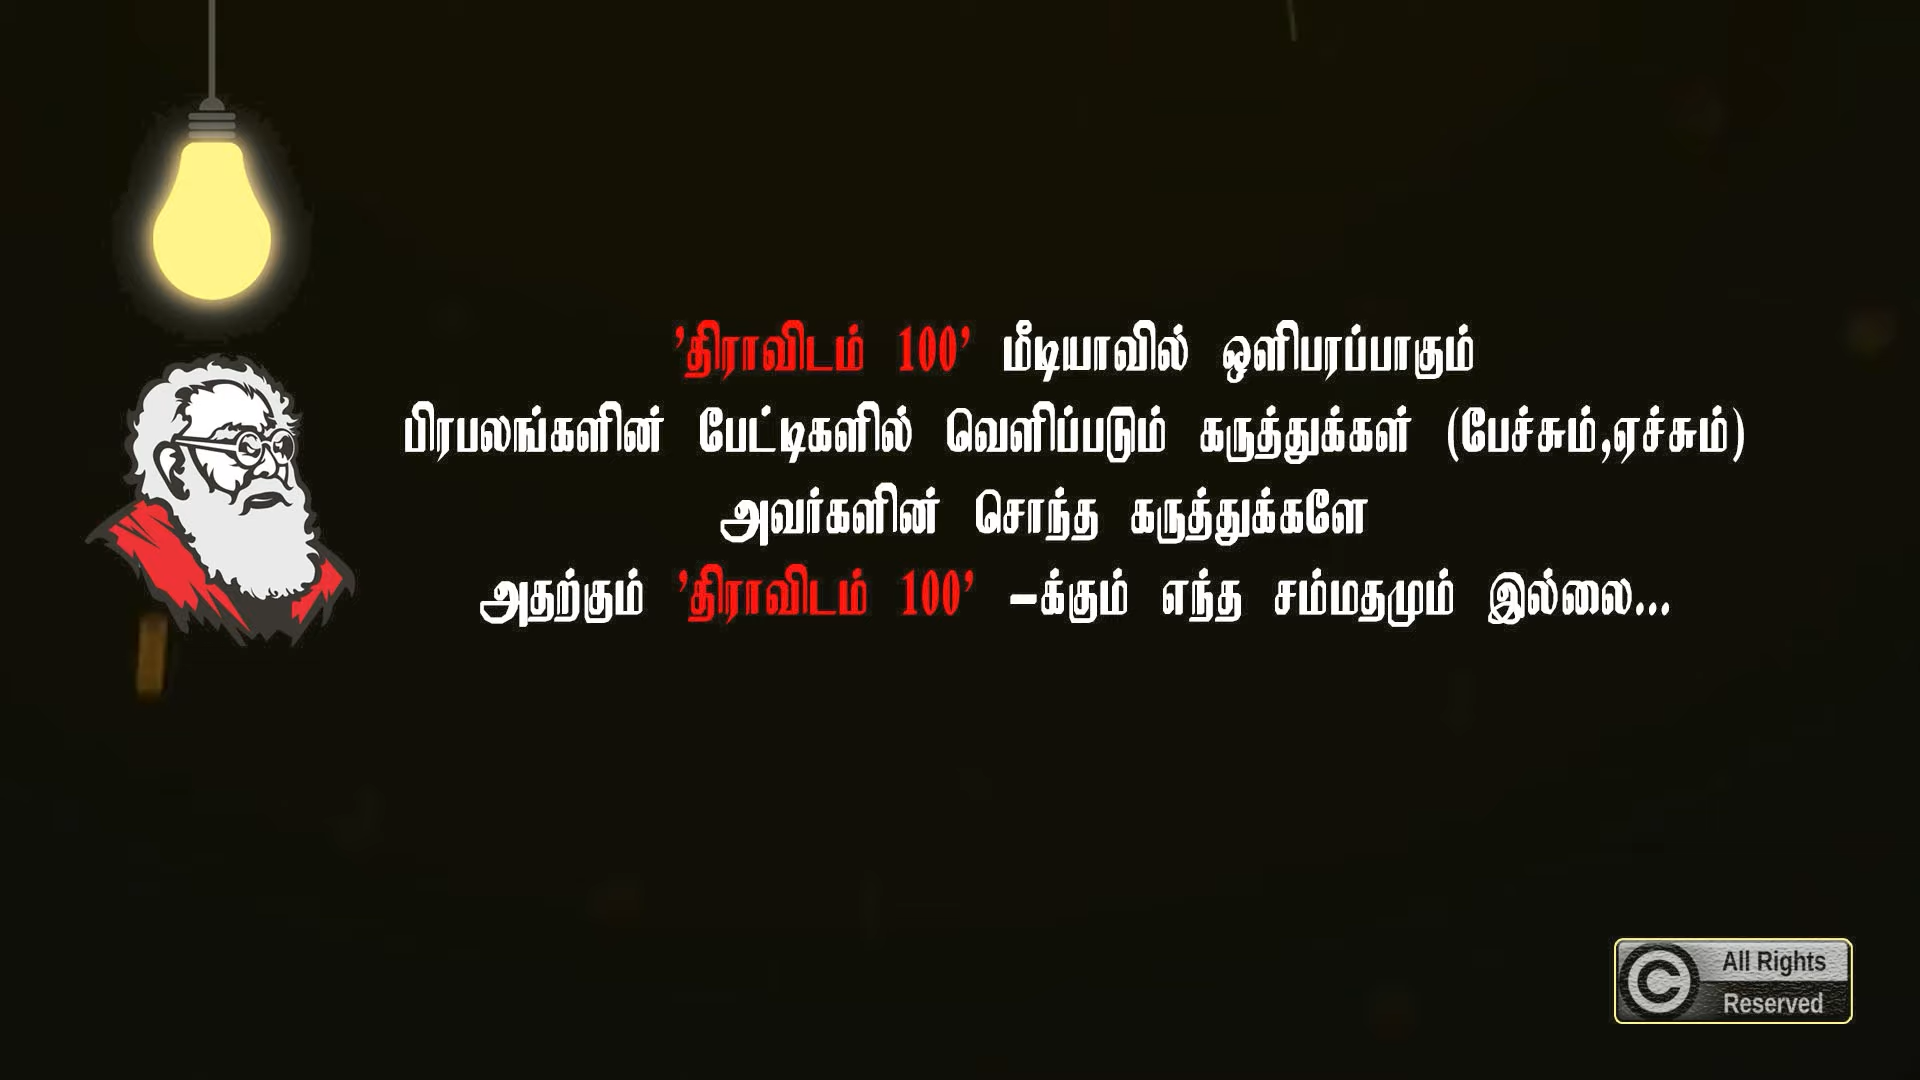 'திராவிடம் 100' மீடியாவில் ஒளிபரப்பாகும்
பிரபலங்களின் பேட்டிகளில் வெளிப்படும் கருத்துக்கள் (பேச்சும்,ஏச்சும்)
அவர்களின் சொந்த கருத்துக்களே
அதற்கும் 'திராவிடம் 100' -க்கும் எந்த சம்மதமும் இல்லை...
© All Rights
Reserved